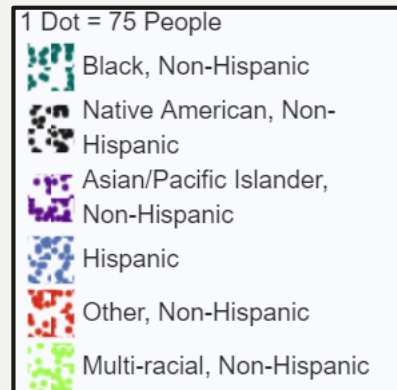 1 Dot = 75 People
Black, Non-Hispanic
Native American, Non-
Hispanic
Asian/Pacific Islander,
Non-Hispanic
Hispanic
Other, Non-Hispanic
Multi-racial, Non-Hispanic